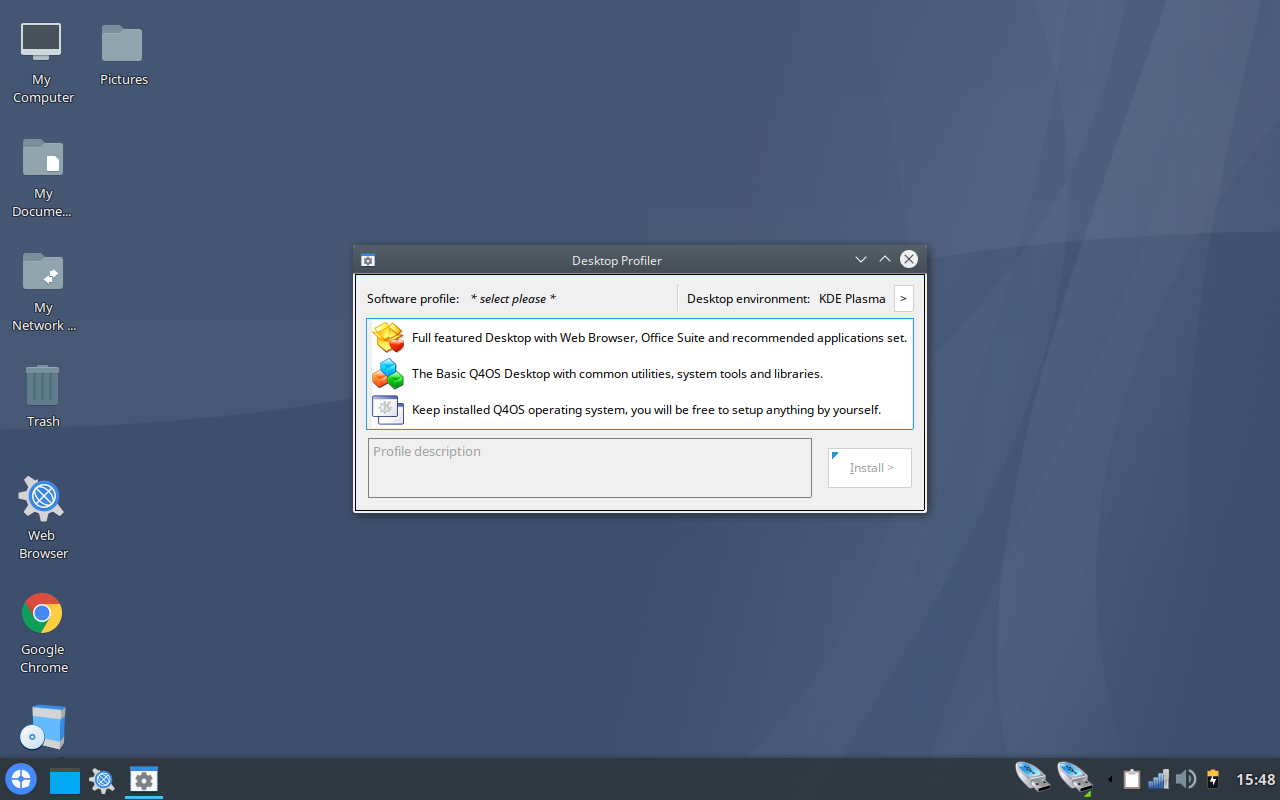 My
Computer
Pictures
My
Docume...
My
Network ...
Trash
Web
Browser
Google
Chrome
Desktop Profiler
Software profile: * select please *
Desktop environment: KDE Plasma >
Full featured Desktop with Web Browser, Office Suite and recommended applications set.
The Basic Q4OS Desktop with common utilities, system tools and libraries.
Keep installed Q4OS operating system, you will be free to setup anything by yourself.
Profile description
Install >
15:48